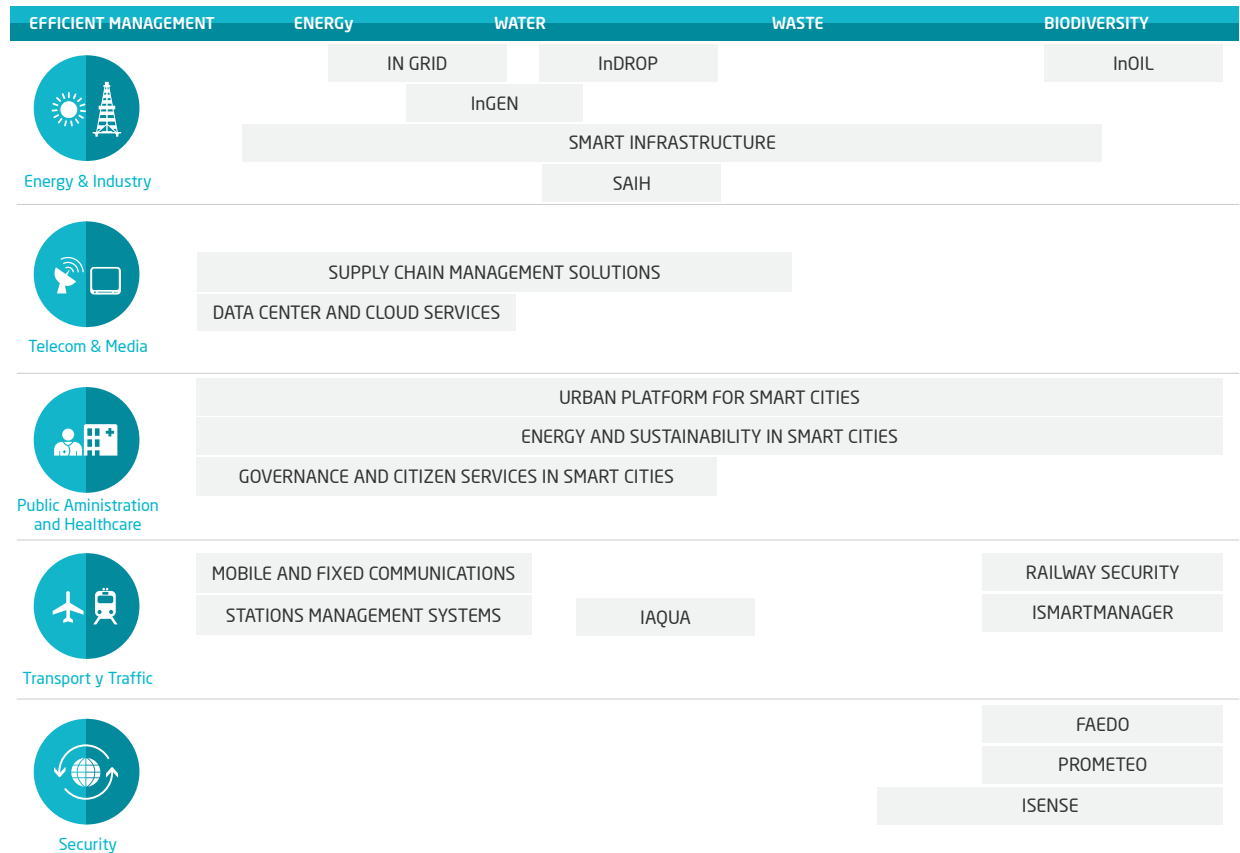 EFFICIENT MANAGEMENT ENERGy WATER WASTE BIODIVERSITY
IN GRID InDROP InOIL
InGEN
SMART INFRASTRUCTURE
SAIH
Energy & Industry
SUPPLY CHAIN MANAGEMENT SOLUTIONS
DATA CENTER AND CLOUD SERVICES
Telecom & Media
URBAN PLATFORM FOR SMART CITIES
ENERGY AND SUSTAINABILITY IN SMART CITIES
GOVERNANCE AND CITIZEN SERVICES IN SMART CITIES
Public Aministration
and Healthcare
MOBILE AND FIXED COMMUNICATIONS RAILWAY SECURITY
STATIONS MANAGEMENT SYSTEMS IAQUA ISMARTMANAGER
Transport y Traffic
FAEDO
PROMETEO
ISENSE
Security